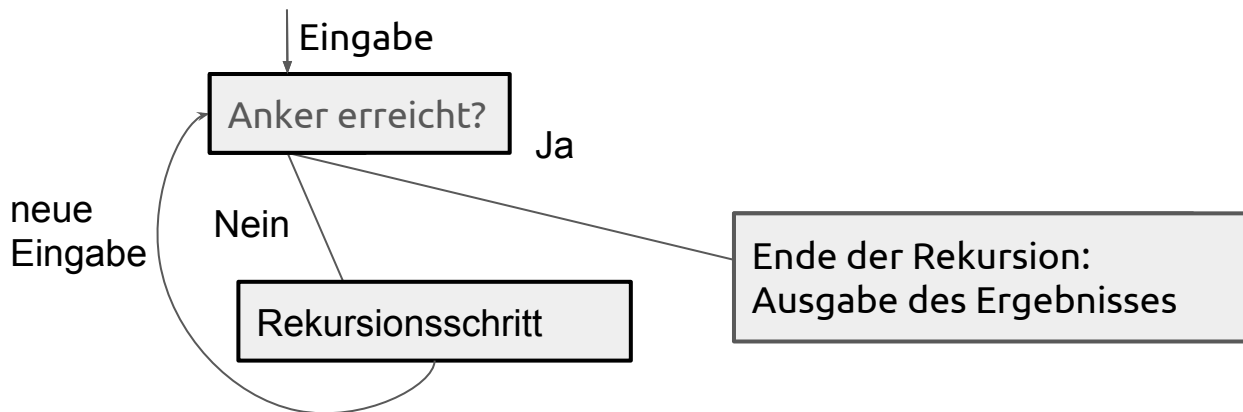 Eingabe
Anker erreicht?
Ja
neue
Eingabe
Nein
Ende der Rekursion:
Ausgabe des Ergebnisses
Rekursionsschritt